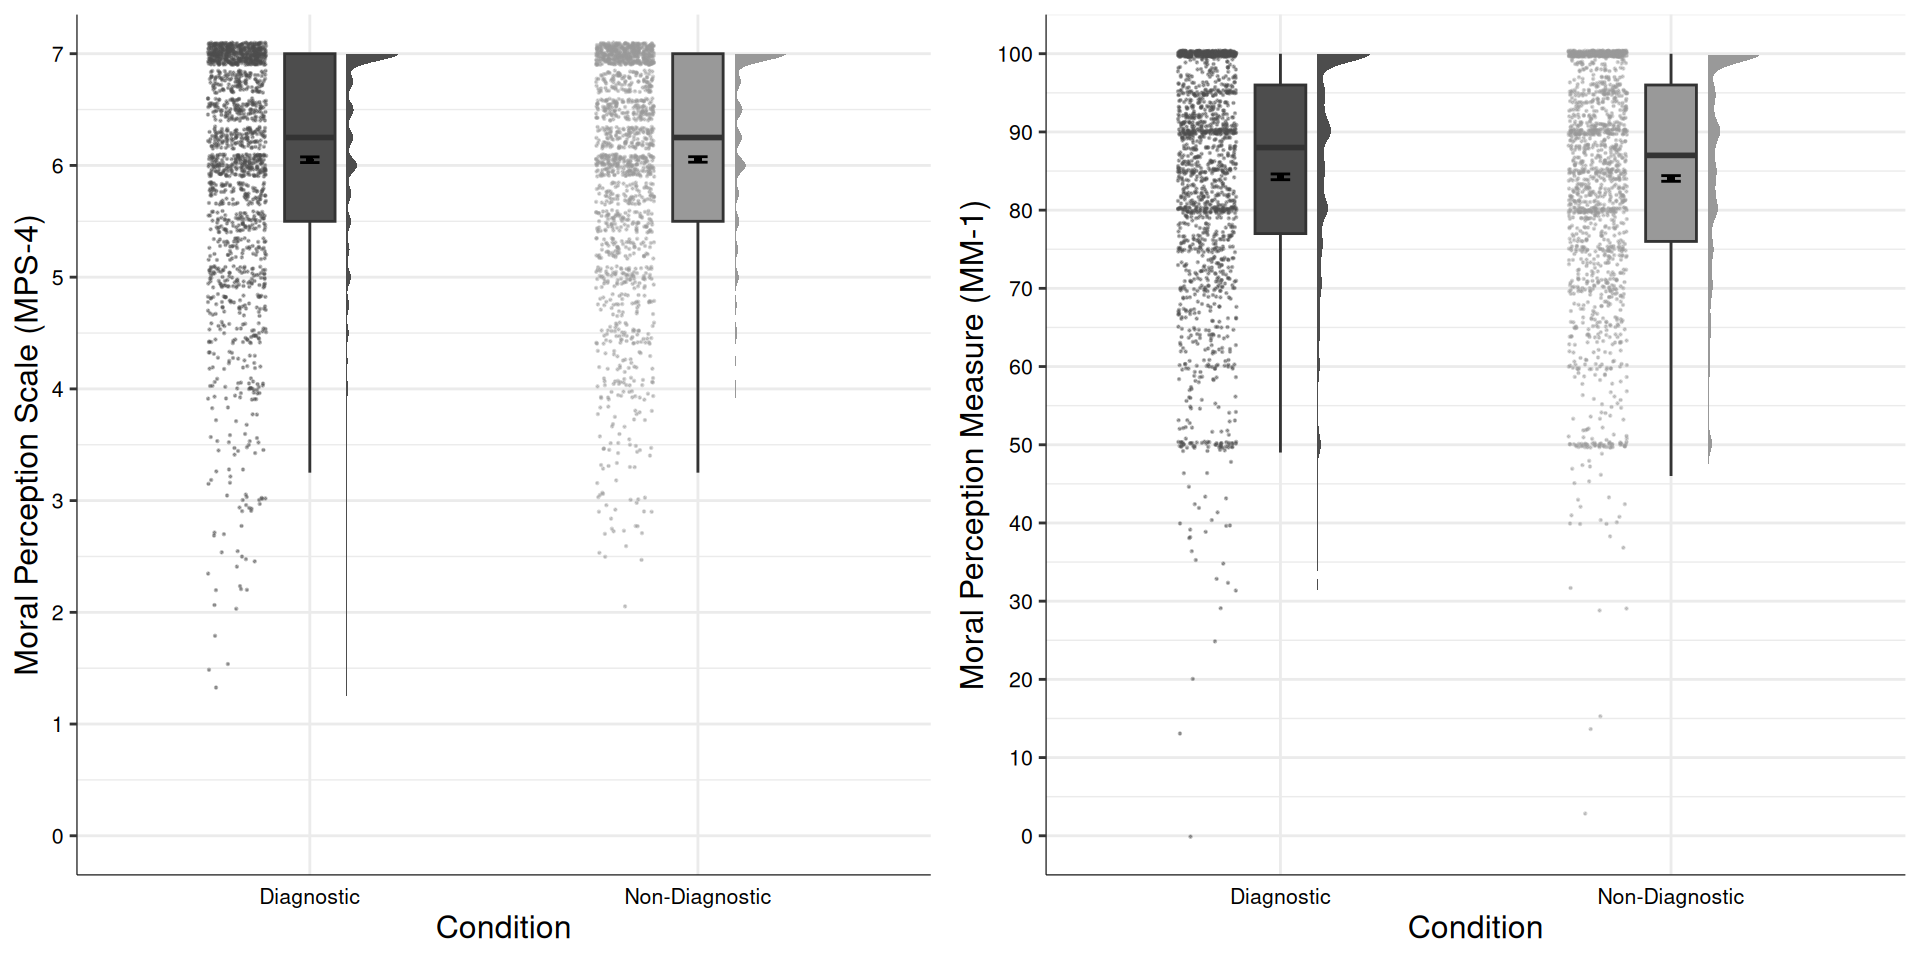 Moral Perception Scale (MPS-4)
7
6
5
4
3
2
1
0
Diagnostic
Non-Diagnostic
Condition
Moral Perception Measure (MM-1)
100
90
80
70
60
50
40
30
20
10
0
Diagnostic
Non-Diagnostic
Condition